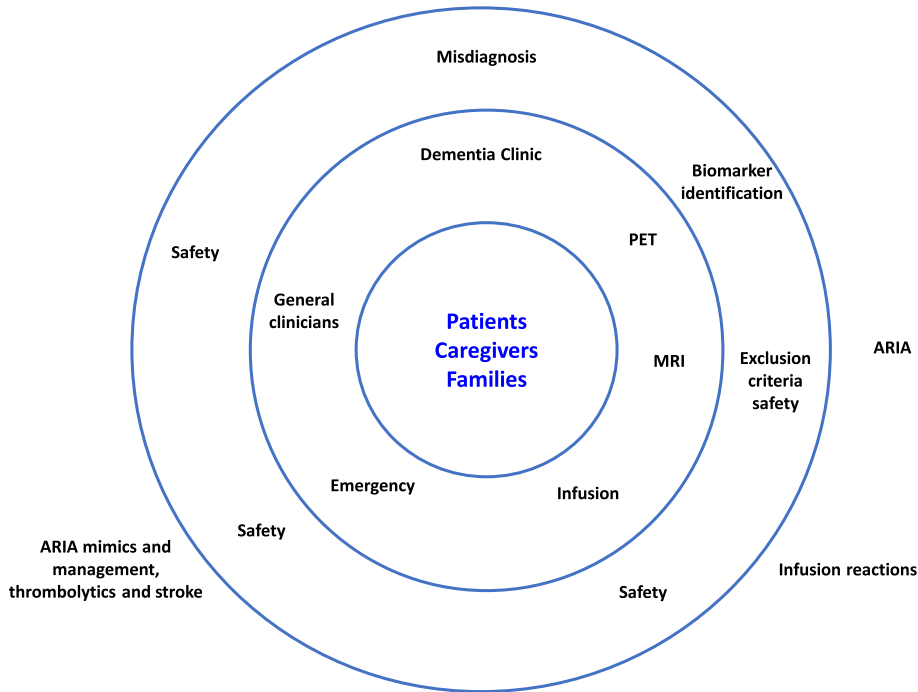 Misdiagnosis
Dementia Clinic
Biomarker
identification
PET
Safety
General
clinicians
Patients
Caregivers
Families
MRI
Exclusion
criteria
safety
ARIA
Emergency
Infusion
Safety
ARIA mimics and
management,
thrombolytics and stroke
Safety
Infusion reactions